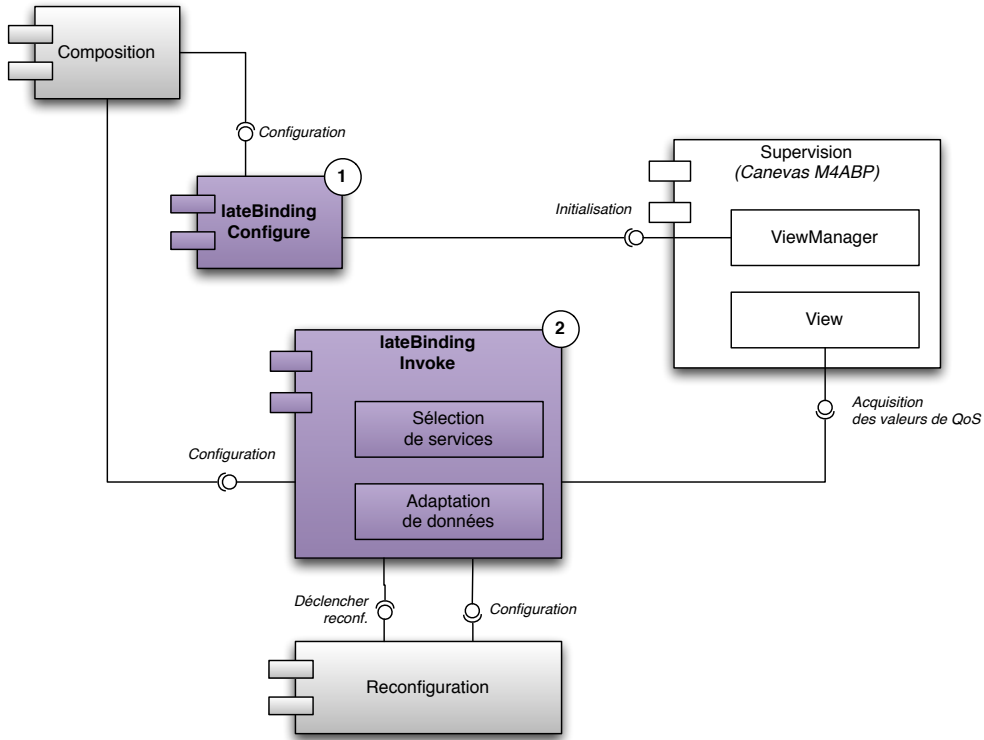 Composition
Configuration
1
lateBinding
Configure
Supervision
(Canevas M4ABP)
Initialisation
ViewManager
View
2
lateBinding
Invoke
Acquisition
des valeurs de QoS
Sélection
de services
Configuration
Adaptation
de données
Déclencher
reconf.
Configuration
Reconfiguration